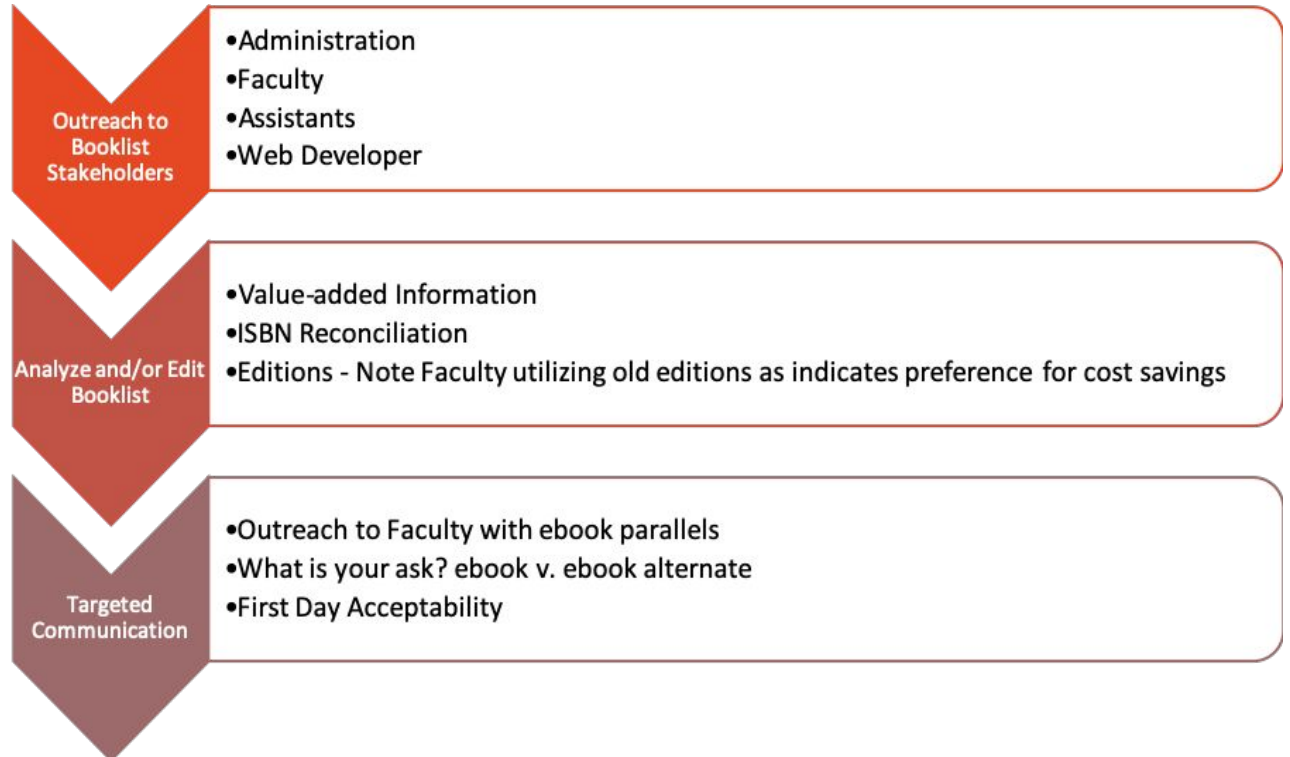 Outreach to
Booklist
Stakeholders
•Administration
•Faculty
•Assistants
•Web Developer
Analyze and/or Edit
Booklist
•Value-added Information
•ISBN Reconciliation
•Editions - Note Faculty utilizing old editions as indicates preference for cost savings
Targeted
Communication
•Outreach to Faculty with ebook parallels
•What is your ask? ebook v. ebook alternate
•First Day Acceptability